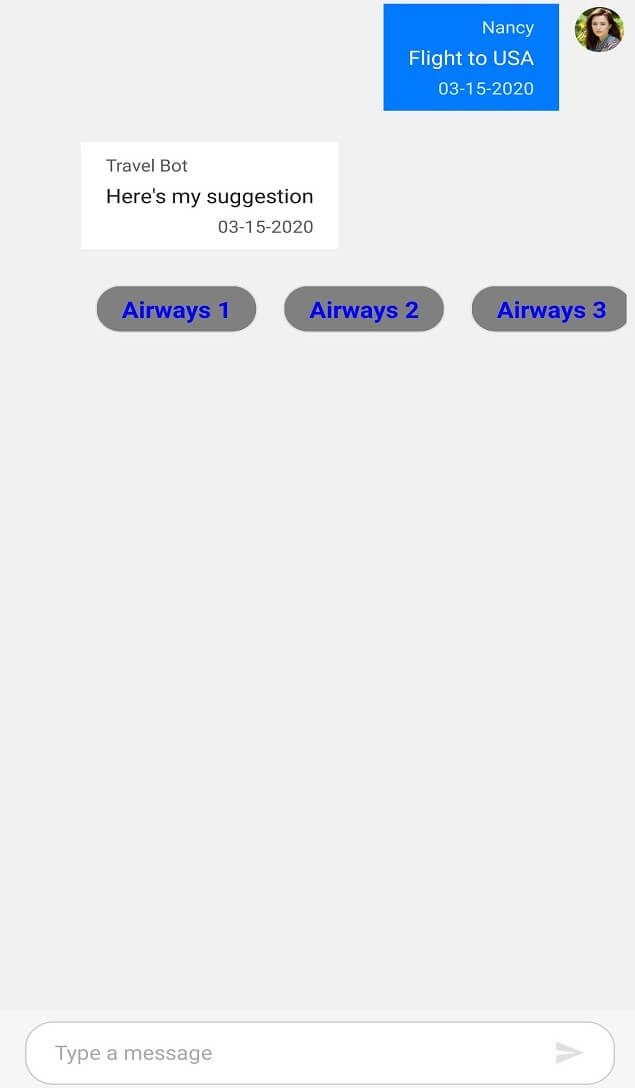 Nancy
Flight to USA
03-15-2020
Travel Bot
Here's my suggestion
03-15-2020
Airways 1
Airways 2
Airways 3
Type a message